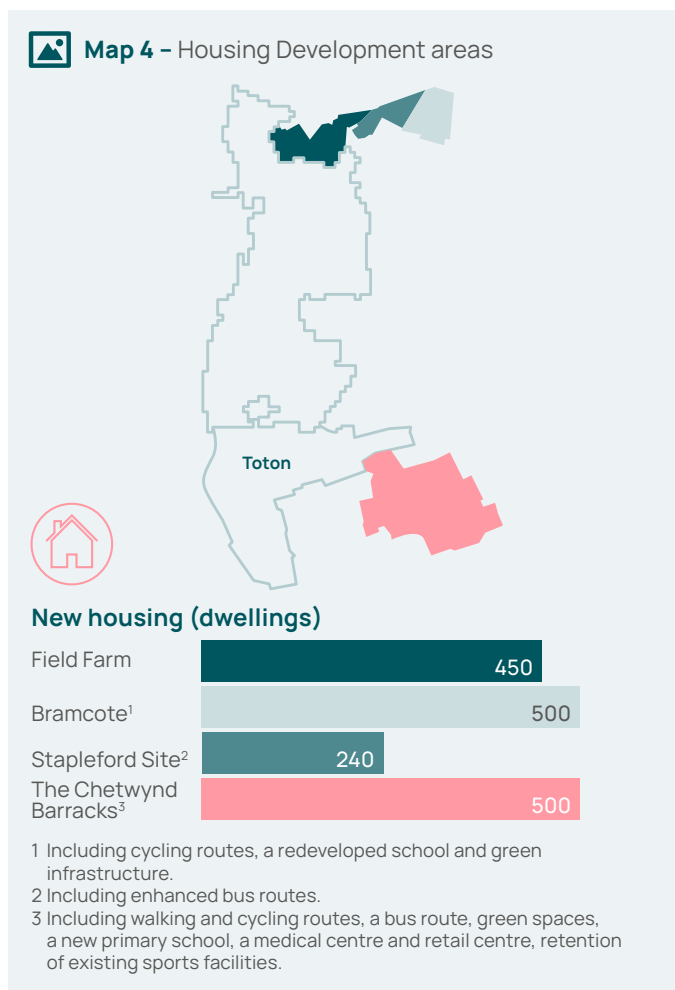 Map 4 – Housing Development areas
Toton
New housing (dwellings)
Field Farm
450
Bramcote¹
500
Stapleford Site²
240
The Chetwynd
Barracks³
500
1 Including cycling routes, a redeveloped school and green
infrastructure.
2 Including enhanced bus routes.
3 Including walking and cycling routes, a bus route, green spaces,
a new primary school, a medical centre and retail centre, retention
of existing sports facilities.